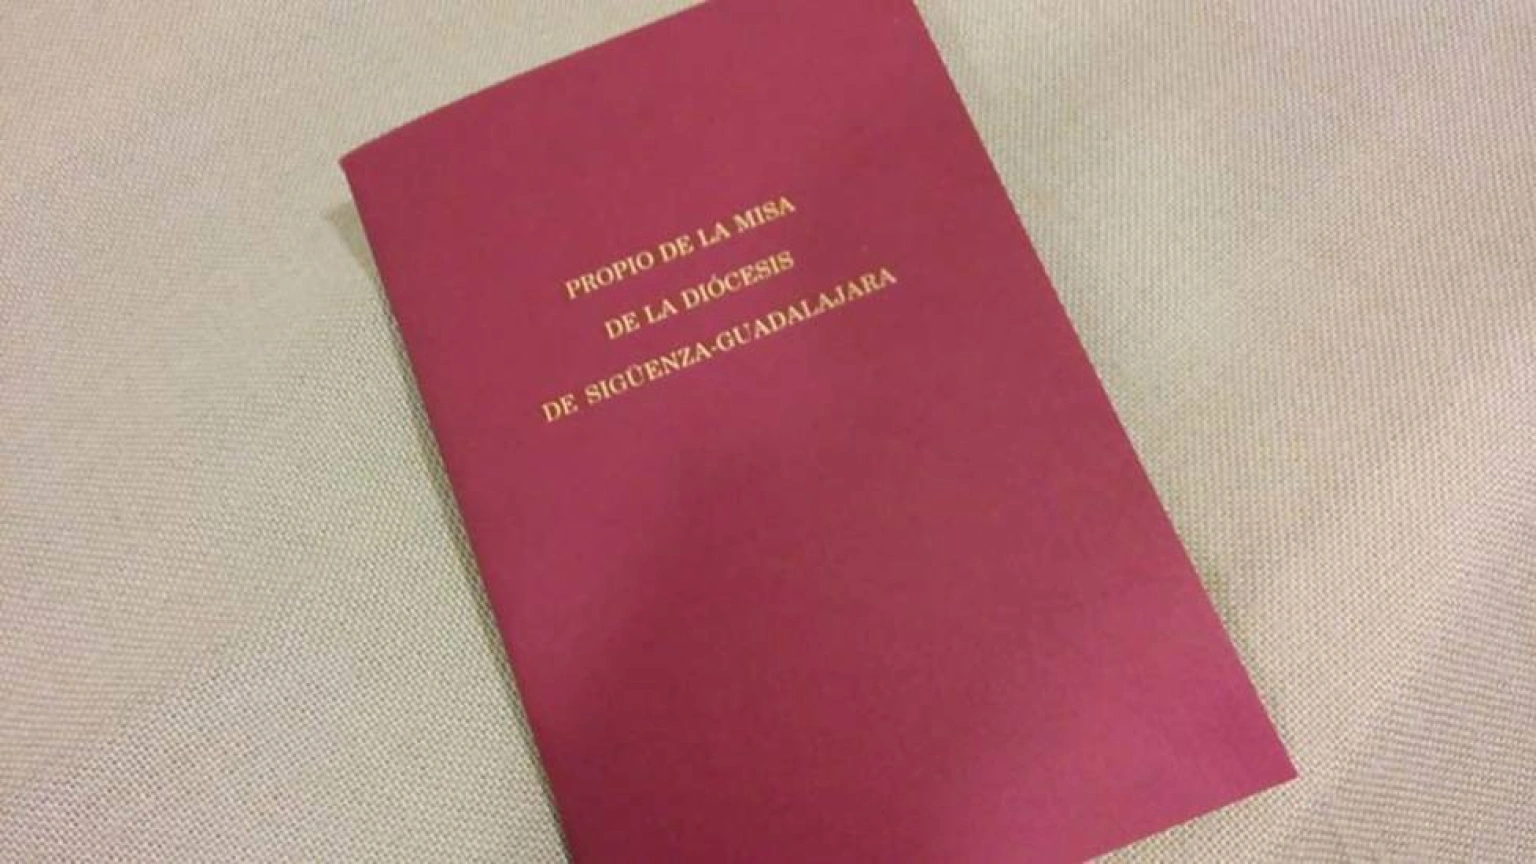 PROPIO DE LA MISA
DE LA DIÓCESIS
DE SIGÜENZA-GUADALAJARA